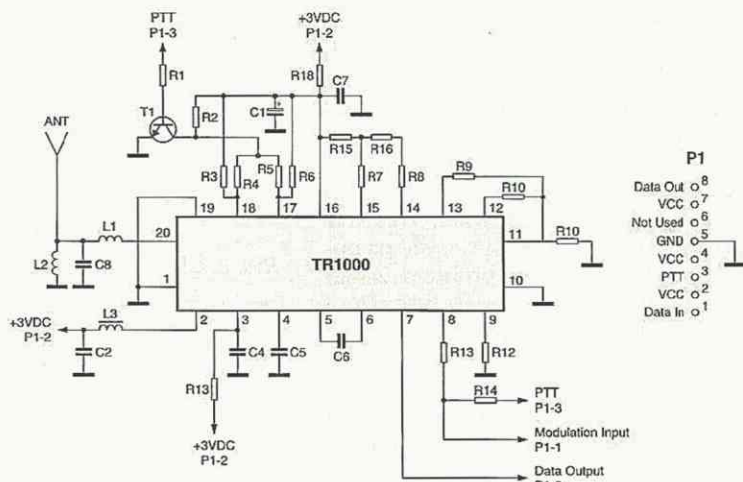 PTT
P1-3
+3VDC
P1-2
R1
R18
C7
T1
R2
C1
ANT
R15
R16
R9
R3
R4
R5
R6
R7
R8
R10
19
18
17
16
15
14
13
12
L1
20
11
R10
L2
C8
TR1000
1
10
+3VDC
P1-2
L3
C2
2
3
4
5
6
7
8
9
C4
C5
C6
R13
R12
R13
R14
PTT
P1-3
+3VDC
P1-2
Modulation Input
P1-1
Data Output
P1
Data Out 8
VCC 7
Not Used 6
GND 5
VCC 4
PTT 3
VCC 2
Data In 1